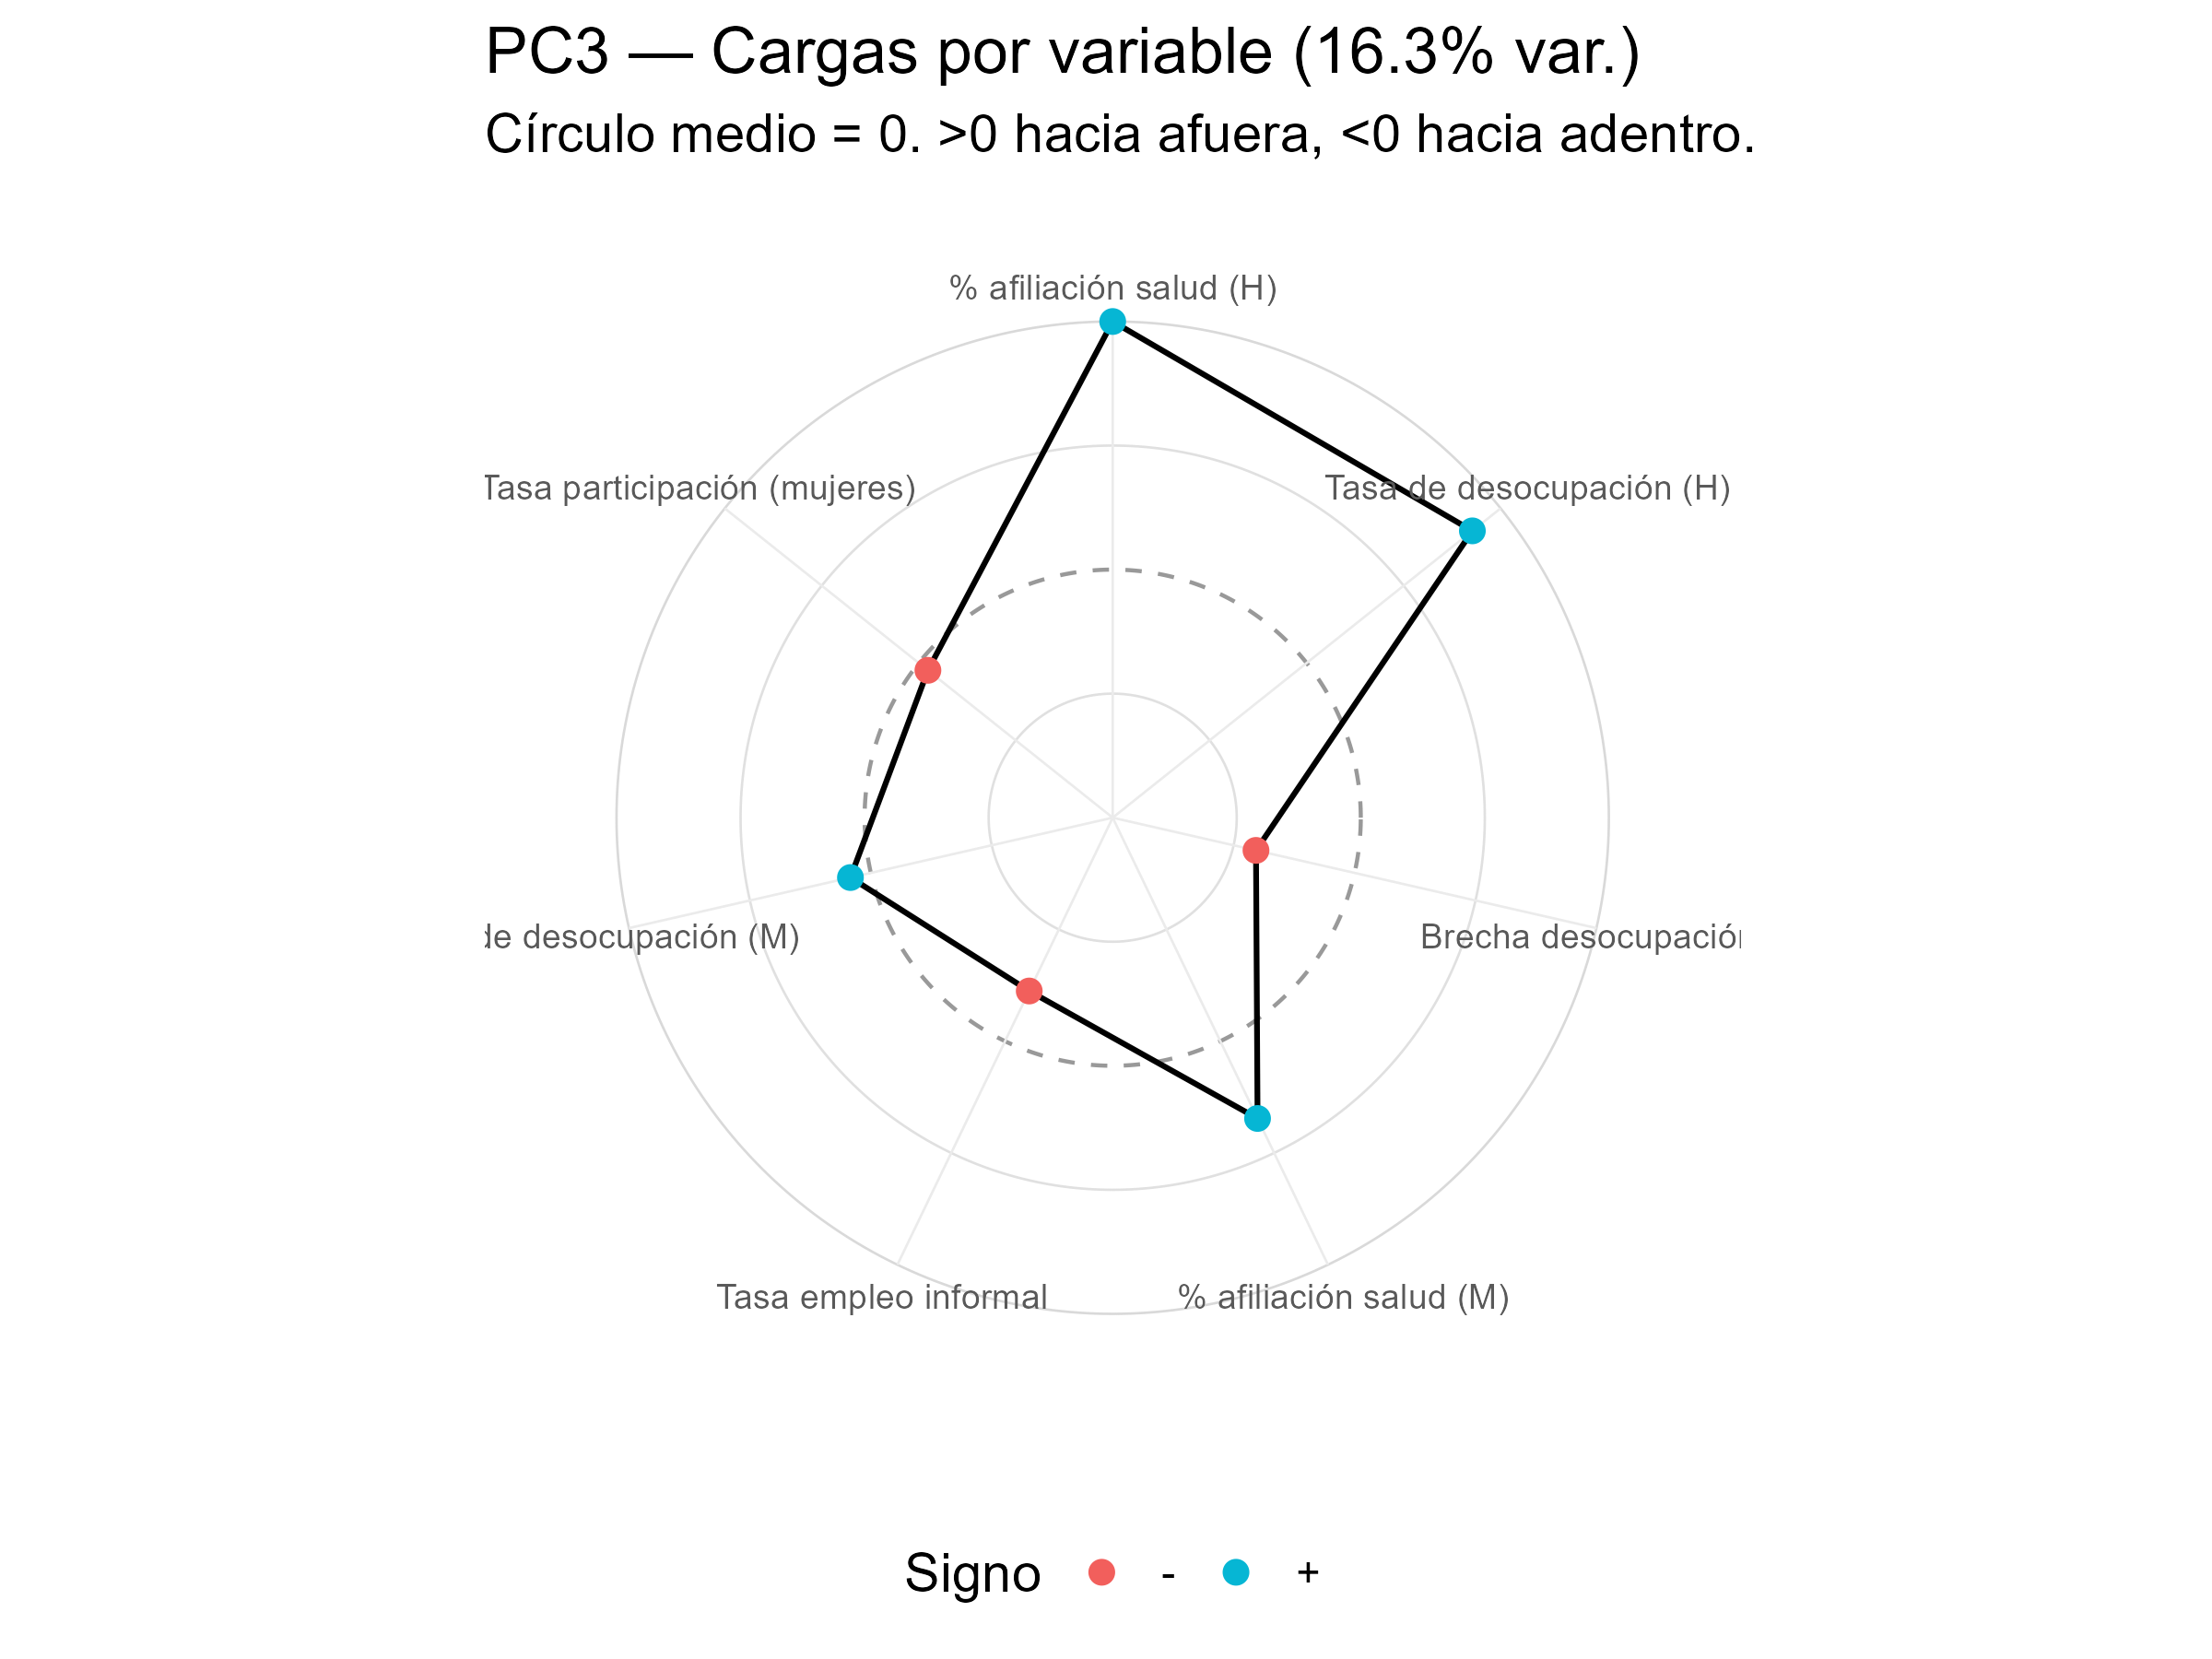 PC3 — Cargas por variable (16.3% var.)
Círculo medio = 0. >0 hacia afuera, <0 hacia adentro.
% afiliación salud (H)
Tasa participación (mujeres)
Tasa de desocupación (H)
de desocupación (M)
Brecha desocupación
Tasa empleo informal
% afiliación salud (M)
Signo - +